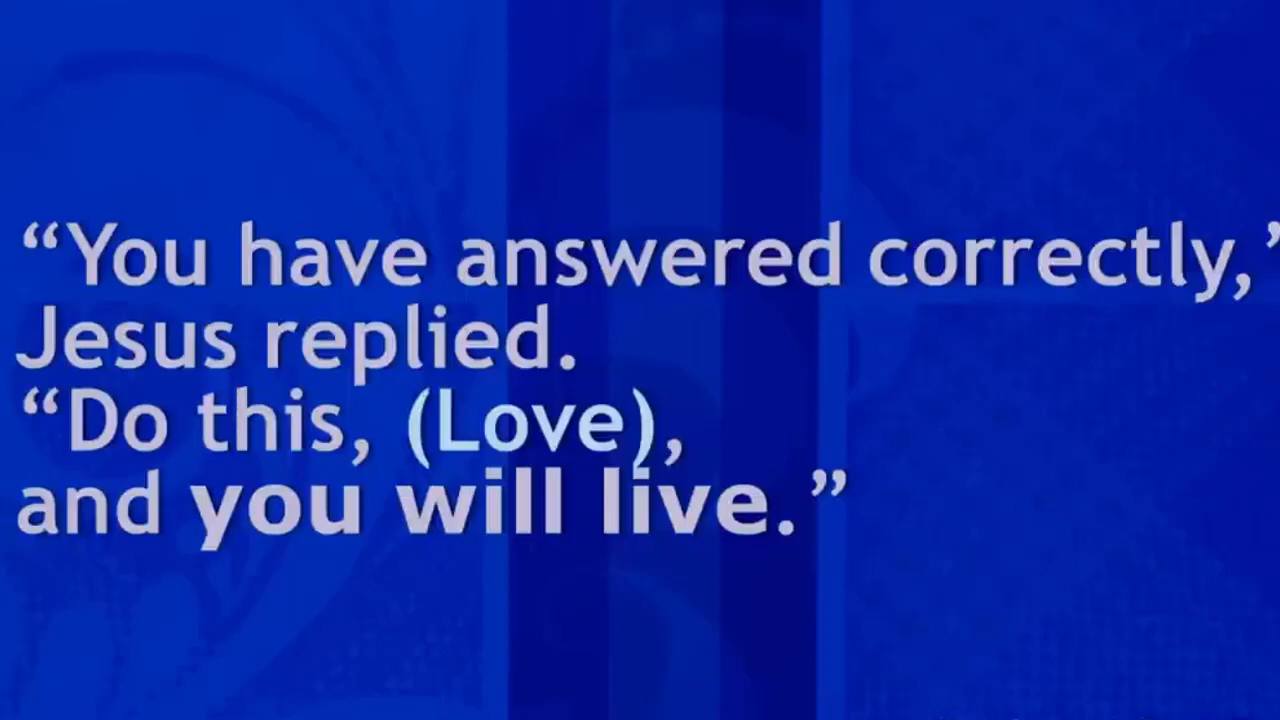 “You have answered correctly,”
Jesus replied.
“Do this, (Love),
and you will live.”